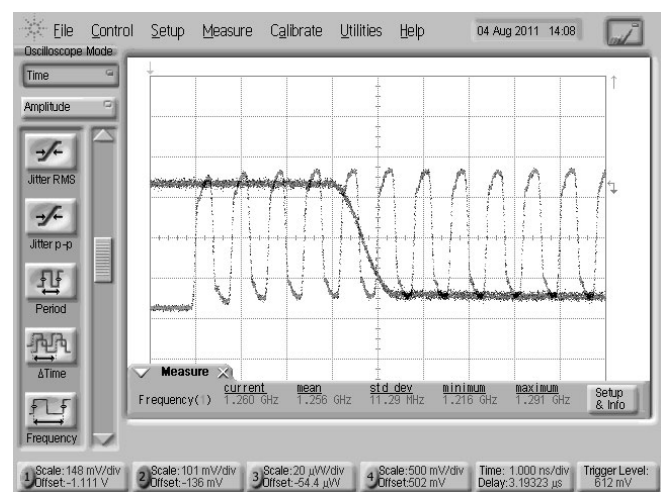 File Control Setup Measure Calibrate Utilities Help 04 Aug 2011 14:08
Oscilloscope Mode
Time
Amplitude
Jitter RMS
Jitter p-p
Period
ΔTime
Frequency
Measure
current mean std dev minimum maximum
Frequency(1) 1.260 GHz 1.256 GHz 11.29 MHz 1.216 GHz 1.291 GHz
Setup
& Info
1 Scale:148 mV/div
Offset:-1.111 V
2 Scale:101 mV/div
Offset:-136 mV
3 Scale:20 µW/div
Offset:-54.4 µW
4 Scale:500 mV/div
Offset:502 mV
Time: 1.000 ns/div
Delay:3.19323 µs
Trigger Level:
612 mV